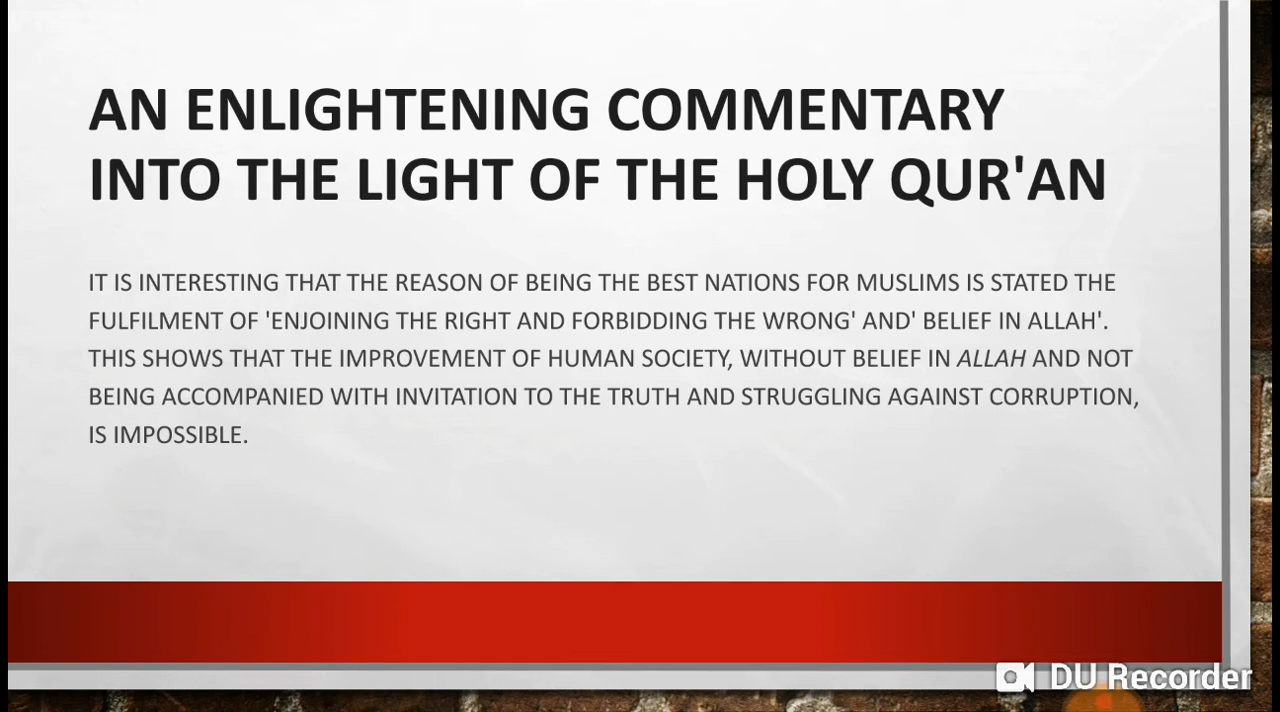 AN ENLIGHTENING COMMENTARY
INTO THE LIGHT OF THE HOLY QUR'AN
IT IS INTERESTING THAT THE REASON OF BEING THE BEST NATIONS FOR MUSLIMS IS STATED THE
FULFILMENT OF 'ENJOINING THE RIGHT AND FORBIDDING THE WRONG' AND' BELIEF IN ALLAH'.
THIS SHOWS THAT THE IMPROVEMENT OF HUMAN SOCIETY, WITHOUT BELIEF IN ALLAH AND NOT
BEING ACCOMPANIED WITH INVITATION TO THE TRUTH AND STRUGGLING AGAINST CORRUPTION,
IS IMPOSSIBLE.
DU Recorder